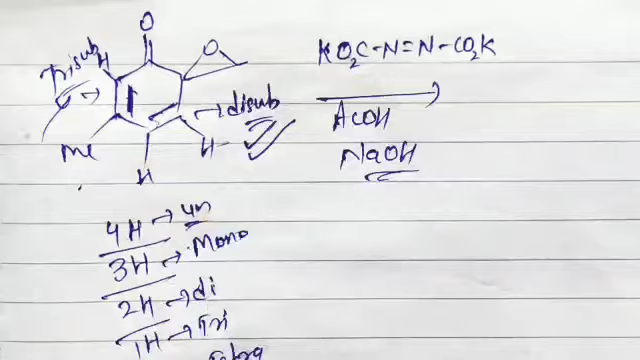 O
O
KO2C-N=N-CO2K
Trisub
H
disub
AcOH
H
Me
NaOH
H
4H → un
3H → Mono
2H → di
1H → Tri